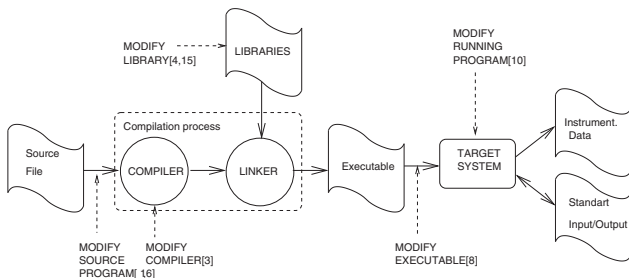 MODIFY
LIBRARY[4,15]
LIBRARIES
MODIFY
RUNNING
PROGRAM[10]
Compilation process
Source
File
COMPILER
LINKER
Executable
TARGET
SYSTEM
Instrument.
Data
Standart
Input/Output
MODIFY
SOURCE
PROGRAM[ 16]
MODIFY
COMPILER[3]
MODIFY
EXECUTABLE[8]